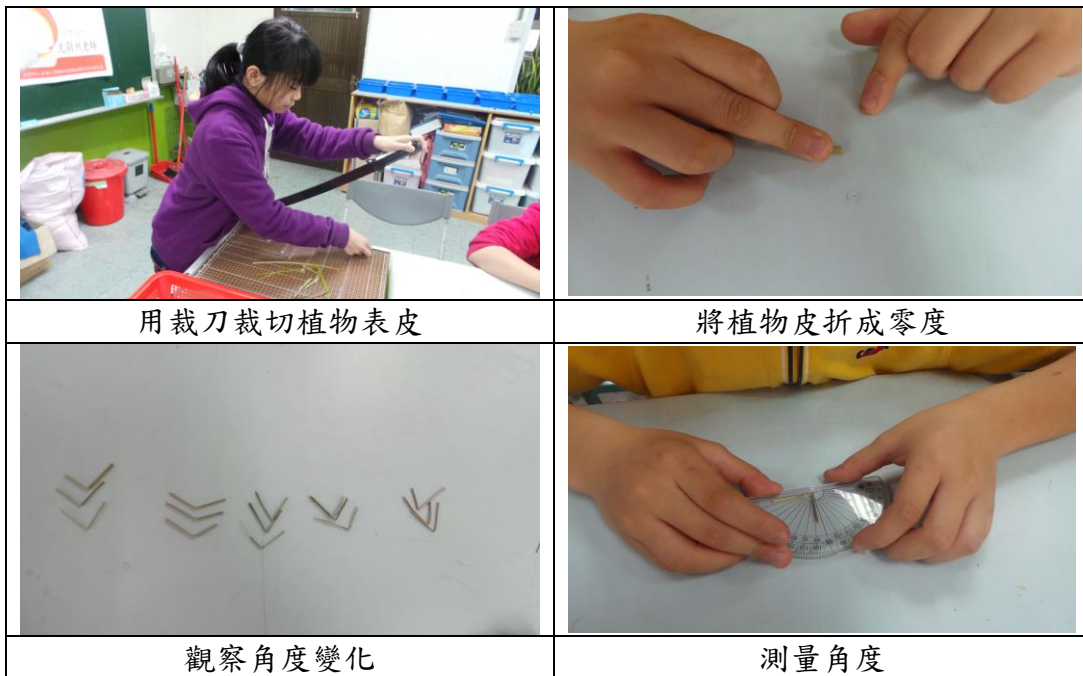 用裁刀裁切植物表皮
將植物皮折成零度
觀察角度變化
測量角度